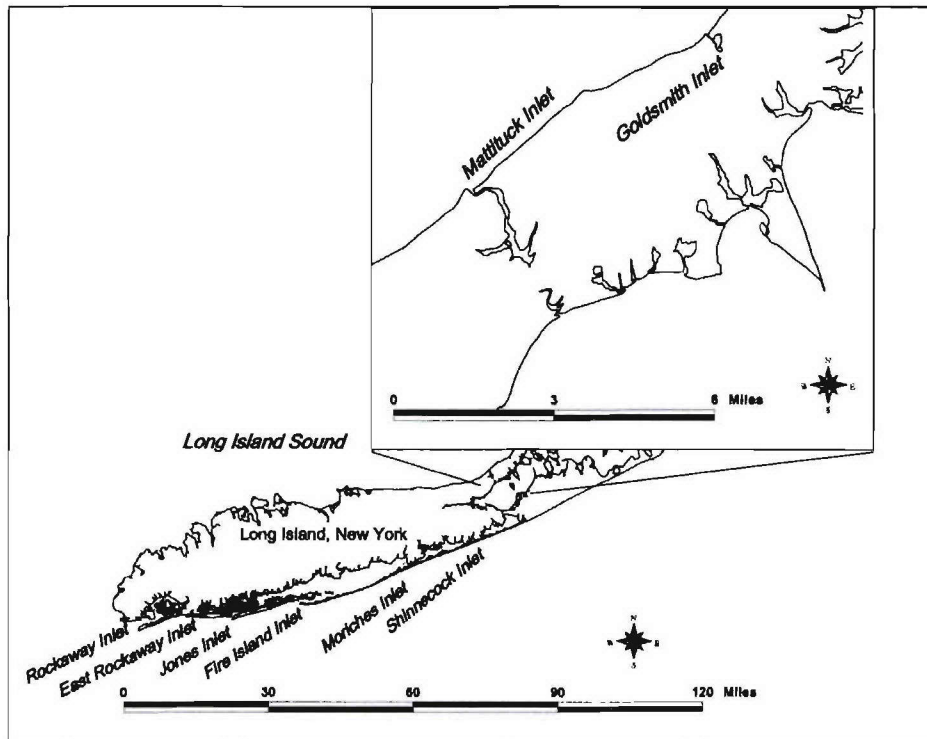 Mattituck Inlet
Goldsmith Inlet
N
W E
S
0 3 6 Miles
Long Island Sound
Long Island, New York
Rockaway Inlet
East Rockaway Inlet
Jones Inlet
Fire Island Inlet
Moriches Inlet
Shinnecock Inlet
N
W E
S
0 30 60 90 120
Miles